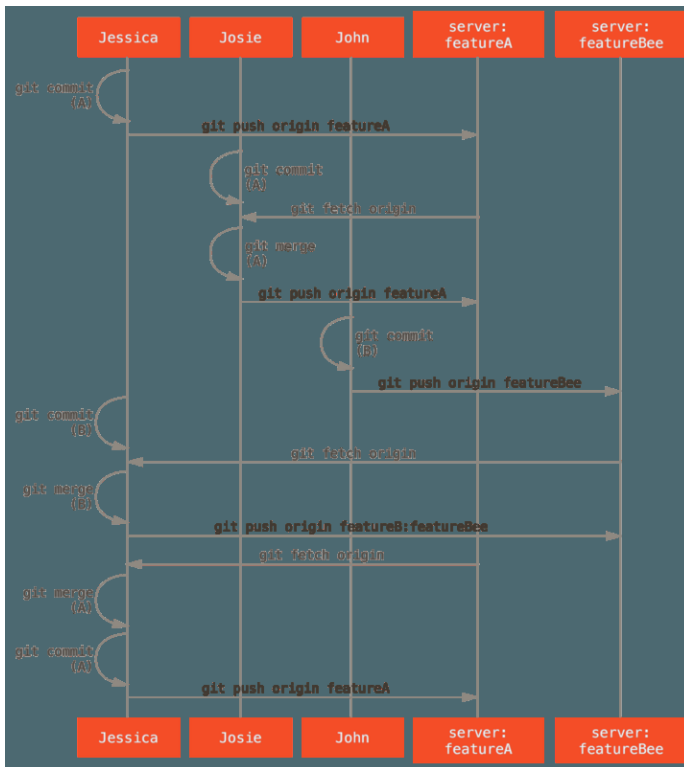 Jessica
Josie
John
server:
featureA
server:
featureBee
git commit
(A)
git push origin featureA
git commit
(A)
git fetch origin
git merge
(A)
git push origin featureA
git commit
(B)
git push origin featureBee
git commit
(B)
git fetch origin
git merge
(B)
git push origin featureB:featureBee
git fetch origin
git merge
(A)
git commit
(A)
git push origin featureA
Jessica
Josie
John
server:
featureA
server:
featureBee